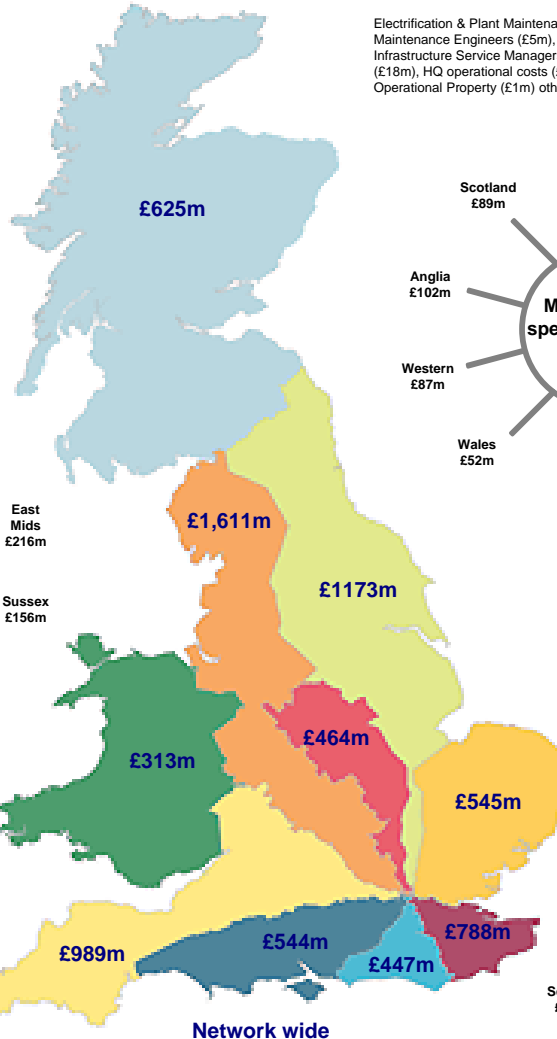 Electrification & Plant Maintena
Maintenance Engineers (£5m),
Infrastructure Service Manager
(£18m), HQ operational costs (
Operational Property (£1m) oth
£625m
Scotland
£89m
Anglia
£102m
M
spe
Western
£87m
Wales
£52m
East
Mids
£216m
£1,611m
£1173m
Sussex
£156m
£464m
£313m
£545m
£989m
£544m
£788m
£447m
Network wide